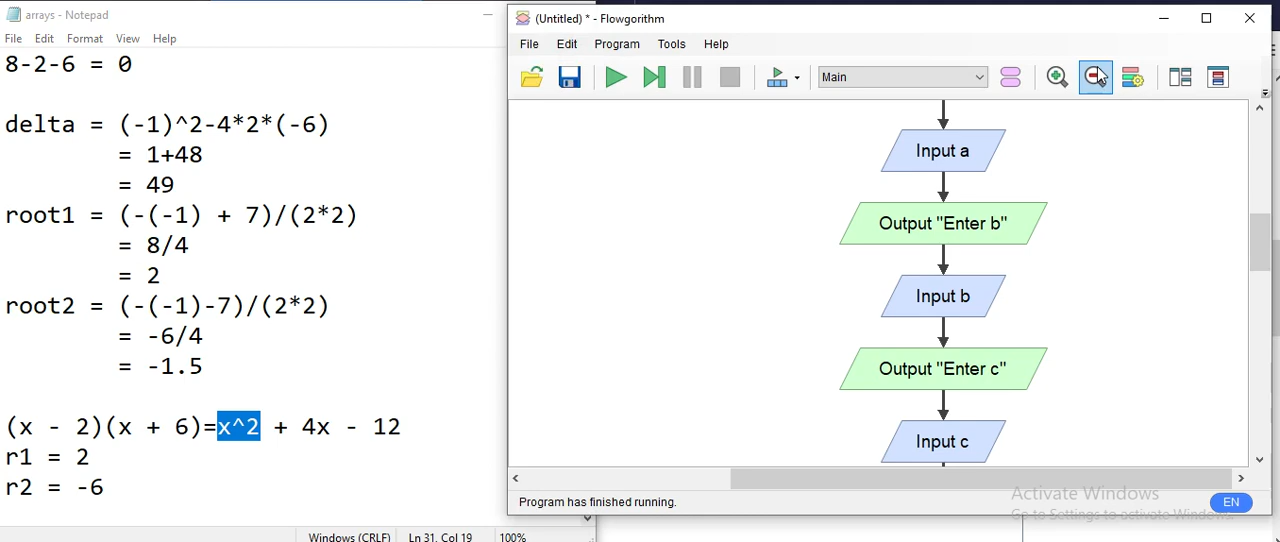 arrays - Notepad
File Edit Format View Help
8-2-6 = 0
delta = (-1)^2-4*2*(-6)
= 1+48
= 49
root1 = (-(-1) + 7)/(2*2)
= 8/4
= 2
root2 = (-(-1)-7)/(2*2)
= -6/4
= -1.5
(x - 2)(x + 6)=x^2 + 4x - 12
r1 = 2
r2 = -6
Windows (CRLF) Ln 31, Col 19 100%
(Untitled) * - Flowgorithm
File Edit Program Tools Help
Main
Input a
Output "Enter b"
Input b
Output "Enter c"
Input c
Program has finished running.
EN
Activate Windows
Go to Settings to activate Windows.